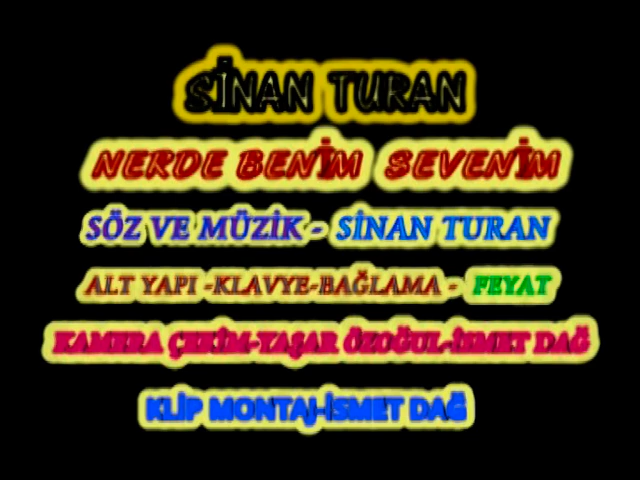 SİNAN TURAN
NERDE BENİM SEVENİM
SÖZ VE MÜZİK - SİNAN TURAN
ALT YAPI -KLAVYE-BAĞLAMA - FEYAT
KAMERA ÇEKİM-YAŞAR ÖZOĞUL-İSMET DAĞ
KLİP MONTAJ-İSMET DAĞ